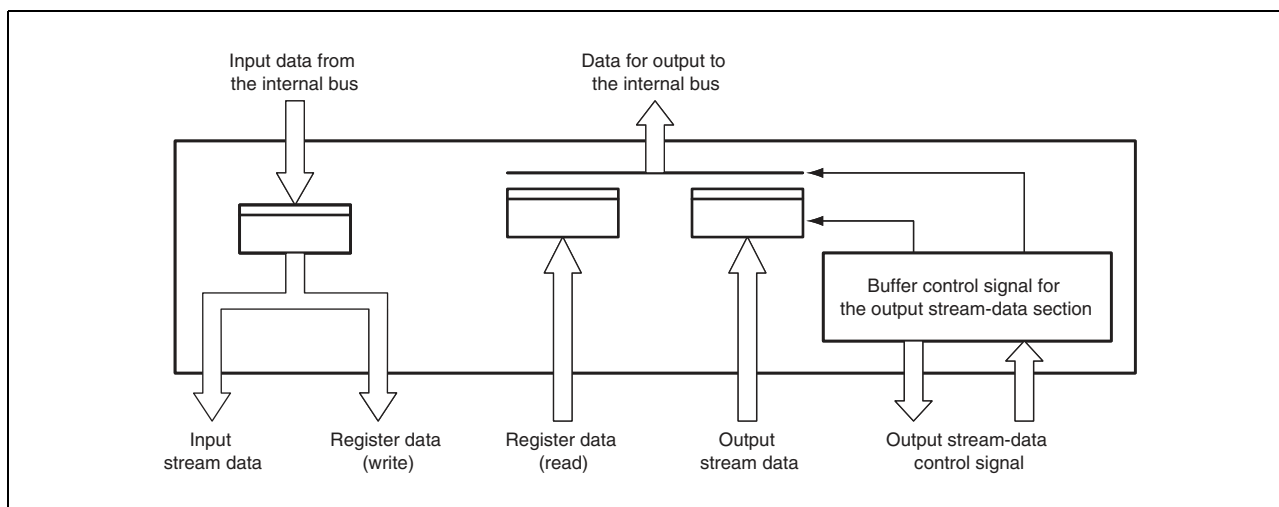 Input data from
the internal bus
Data for output to
the internal bus
Buffer control signal for
the output stream-data section
Input
stream data
Register data
(write)
Register data
(read)
Output
stream data
Output stream-data
control signal